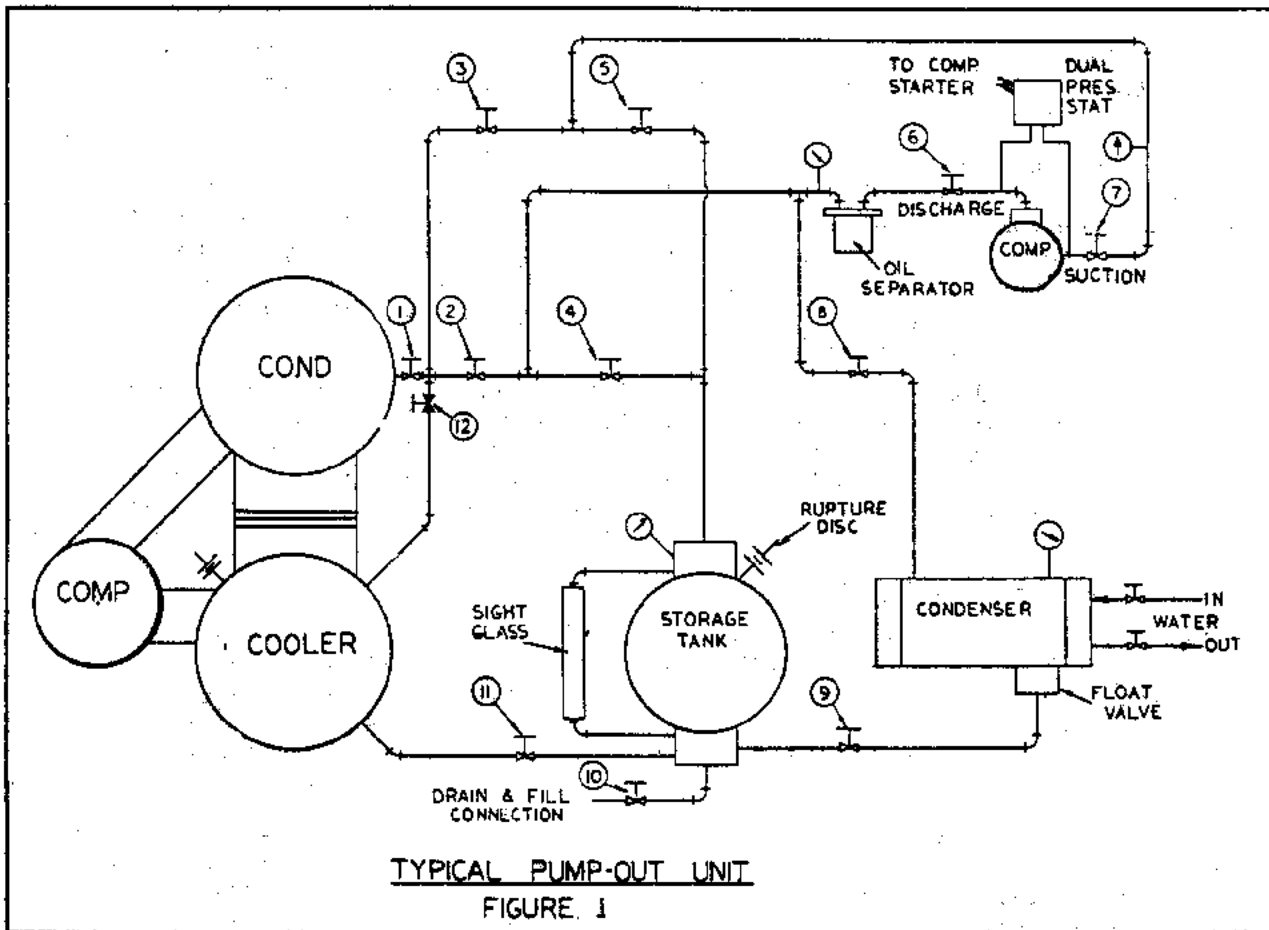 3
5
TO COMP
STARTER
DUAL
PRES
STAT
6
7
DISCHARGE
COMP
SUCTION
OIL
SEPARATOR
1
2
4
8
COND
12
RUPTURE
DISC
COMP
COOLER
SIGHT
GLASS
STORAGE
TANK
CONDENSER
IN
WATER
OUT
FLOAT
VALVE
11
9
10
DRAIN & FILL
CONNECTION
TYPICAL PUMP-OUT UNIT
FIGURE 1